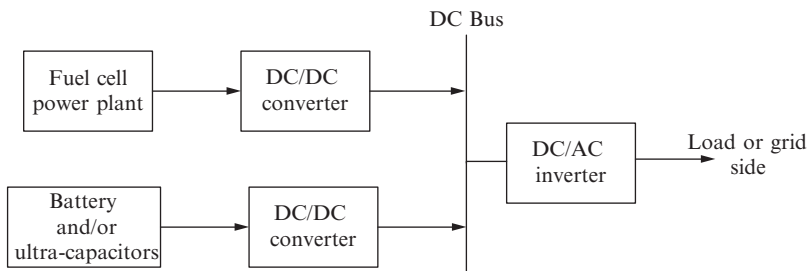 DC Bus
Fuel cell
power plant
DC/DC
converter
DC/AC
inverter
Load or grid
side
Battery
and/or
ultra-capacitors
DC/DC
converter